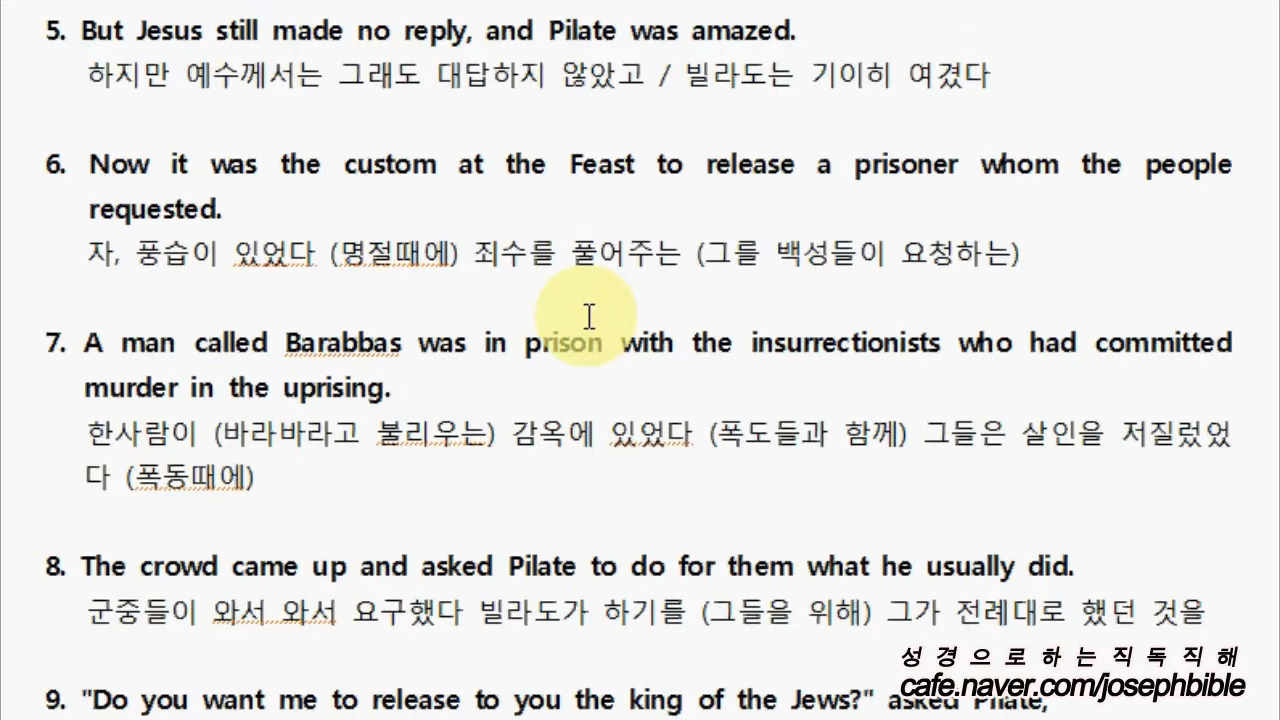 5. But Jesus still made no reply, and Pilate was amazed.
하지만 예수께서는 그래도 대답하지 않았고 / 빌라도는 기이히 여겼다
6. Now it was the custom at the Feast to release a prisoner whom the people
requested.
자, 풍습이 있었다 (명절때에) 죄수를 풀어주는 (그를 백성들이 요청하는)
7. A man called Barabbas was in prison with the insurrectionists who had committed
murder in the uprising.
한사람이 (바라바라고 불리우는) 감옥에 있었다 (폭도들과 함께) 그들은 살인을 저질렀었
다 (폭동때에)
8. The crowd came up and asked Pilate to do for them what he usually did.
군중들이 와서 와서 요구했다 빌라도가 하기를 (그들을 위해) 그가 전례대로 했던 것을
성경으로하는직독직해
cafe.naver.com/josephbible
9. "Do you want me to release to you the king of the Jews?" asked Pilate,